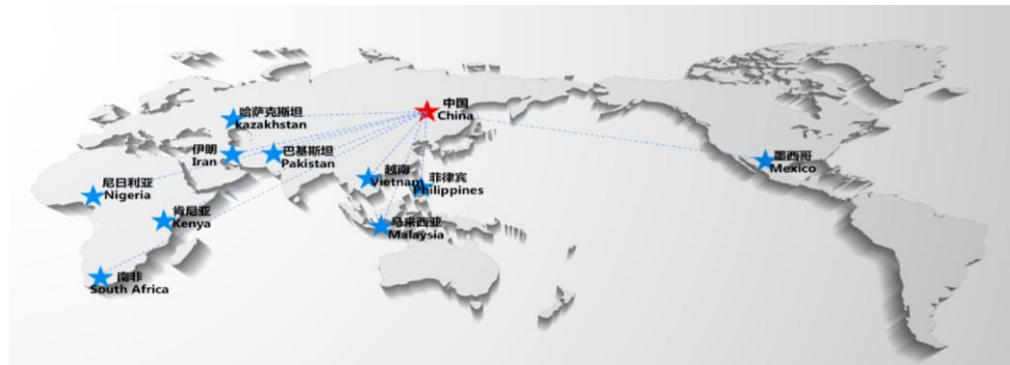 中国
China
哈萨克斯坦
kazakhstan
伊朗
Iran
巴基斯坦
Pakistan
越南
Vietnam
菲律宾
Philippines
墨西哥
Mexico
尼日利亚
Nigeria
肯尼亚
Kenya
马来西亚
Malaysia
南非
South Africa